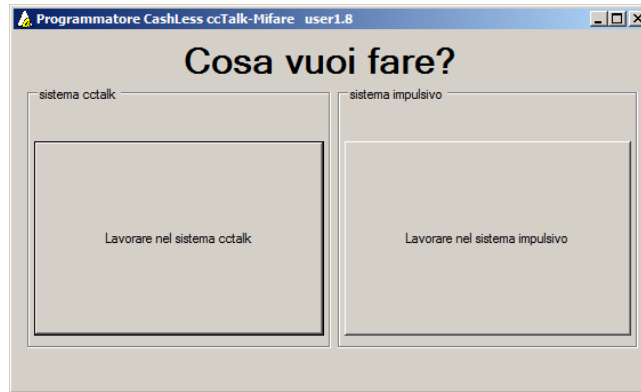 Programmatore CashLess ccTalk-Mifare user1.8
Cosa vuoi fare?
sistema cctalk
sistema impulsivo
Lavorare nel sistema cctalk
Lavorare nel sistema impulsivo